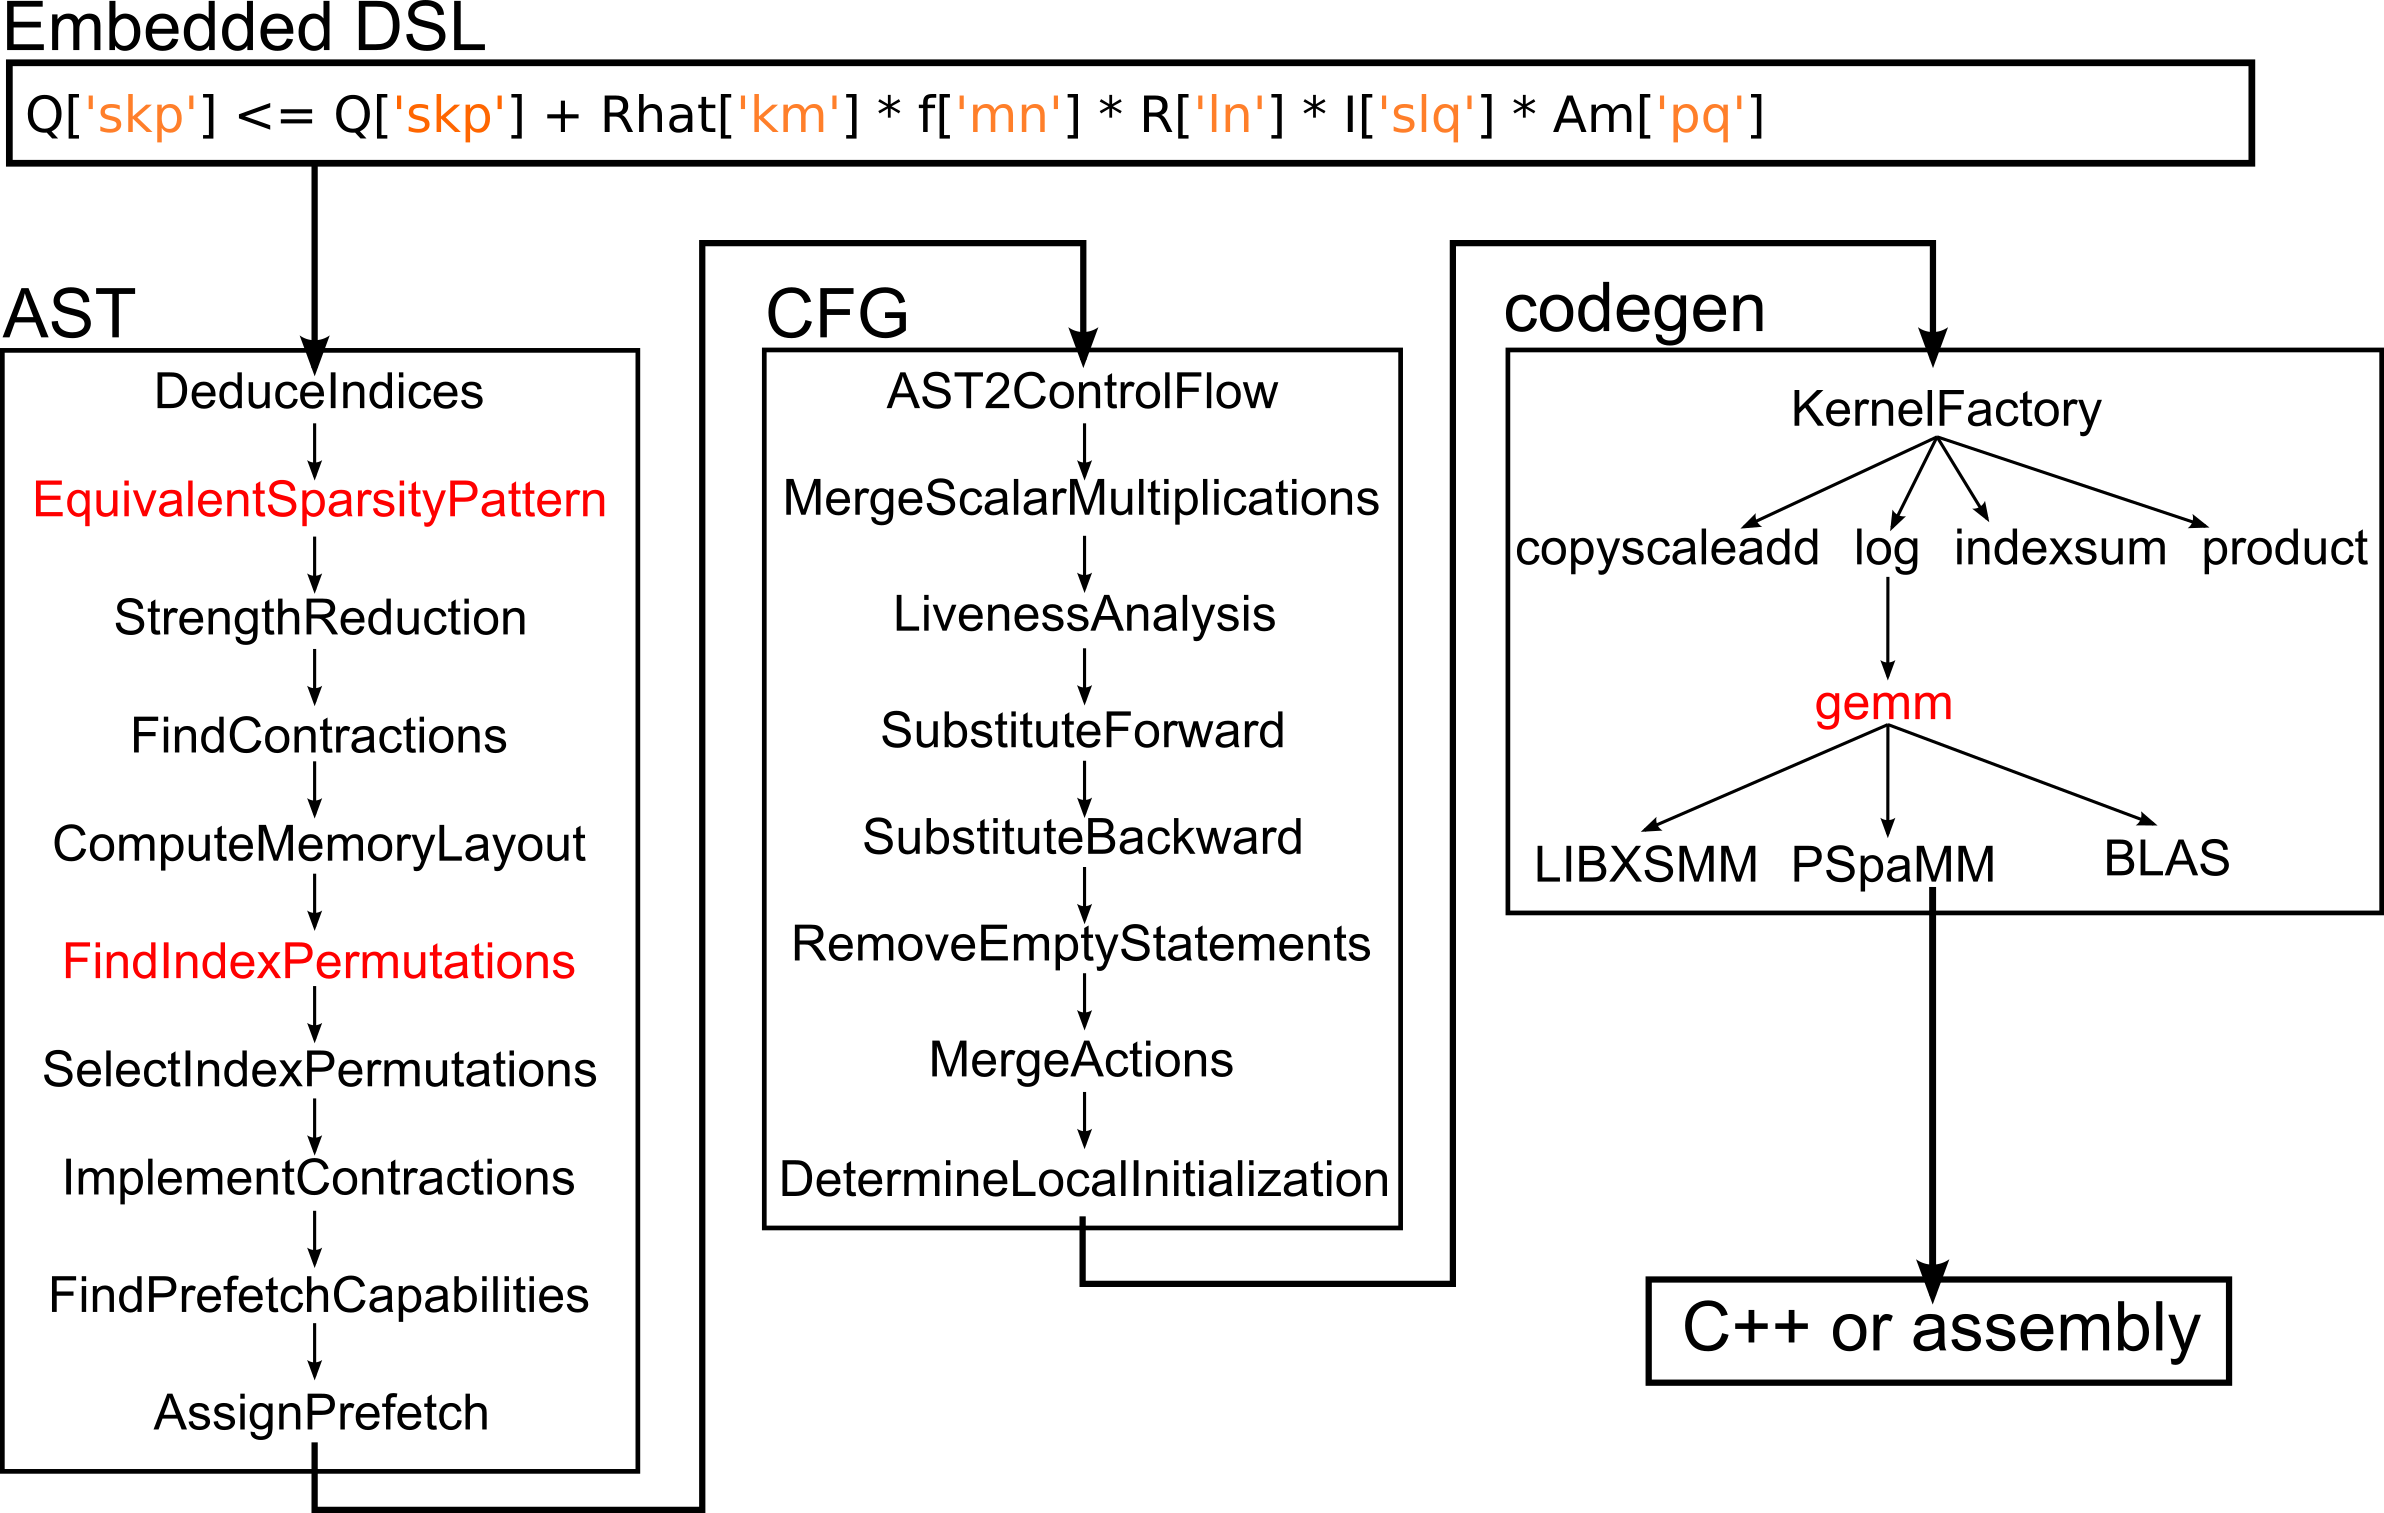 Embedded DSL
Q['skp'] <= Q['skp'] + Rhat['km'] * f['mn'] * R['ln'] * I['slq'] * Am['pq']
AST
DeduceIndices
EquivalentSparsityPattern
StrengthReduction
FindContractions
ComputeMemoryLayout
FindIndexPermutations
SelectIndexPermutations
ImplementContractions
FindPrefetchCapabilities
AssignPrefetch
CFG
AST2ControlFlow
MergeScalarMultiplications
LivenessAnalysis
SubstituteForward
SubstituteBackward
RemoveEmptyStatements
MergeActions
DetermineLocalInitialization
codegen
KernelFactory
copyscaleadd log indexsum product
gemm
LIBXSMM PSpaMM BLAS
C++ or assembly